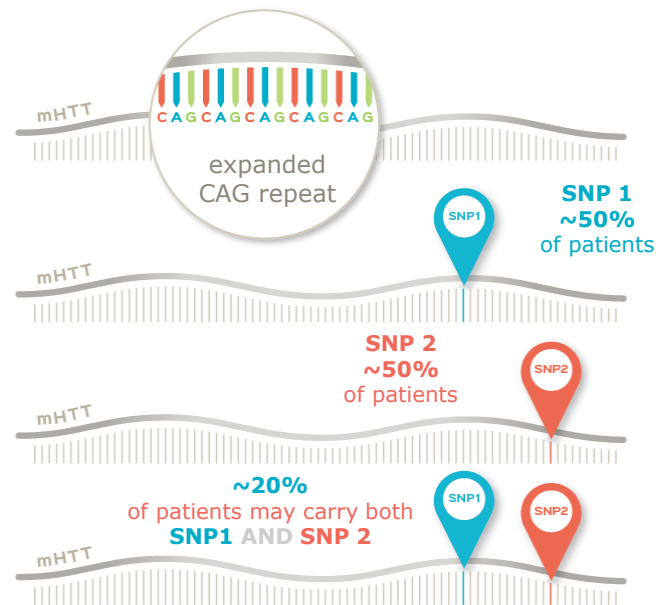 mHTT
CAGCAGCAGCAGCAG
expanded
CAG repeat
SNP1
SNP 1
~50%
of patients
mHTT
SNP 2
~50%
of patients
SNP2
mHTT
~20%
of patients may carry both
SNP1 AND SNP 2
SNP1
SNP2
mHTT